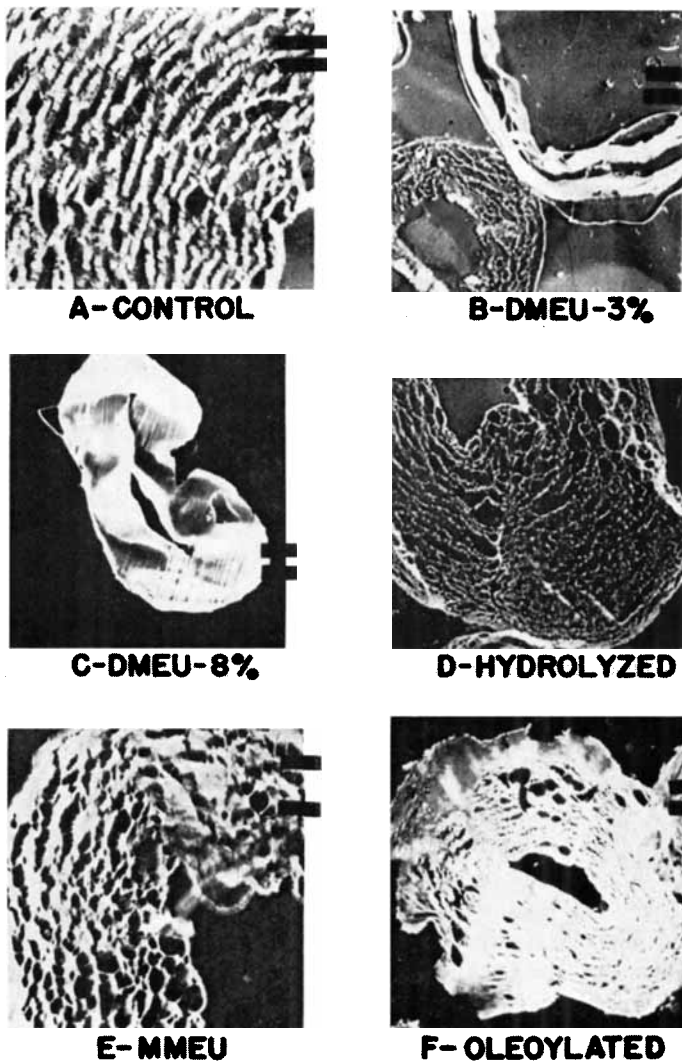 A-CONTROL
B-DMEU-3%
C-DMEU-8%
D-HYDROLYZED
E-MMEU
F-OLEOYLATED